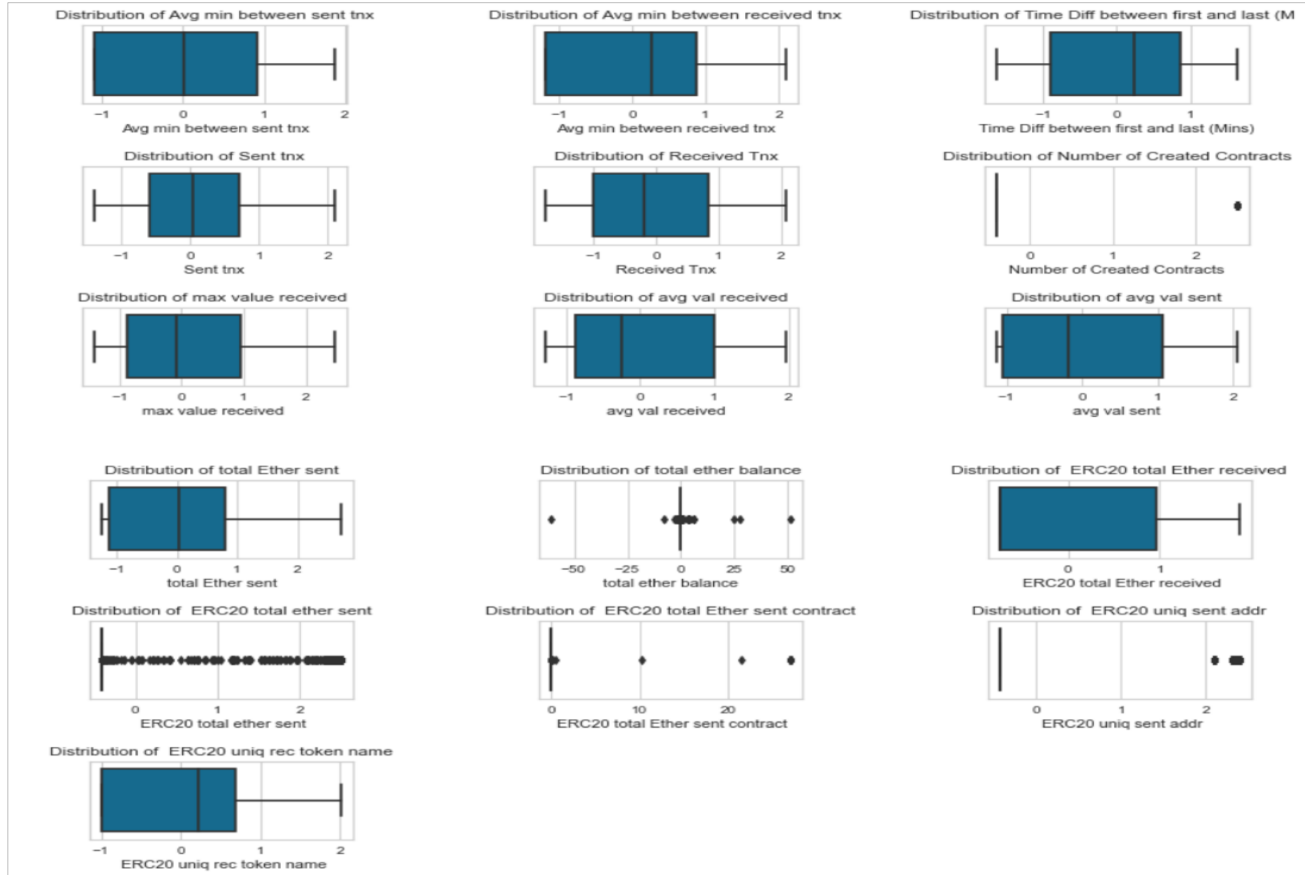 Distribution of Avg min between sent tnx
Distribution of Avg min between received tnx
Distribution of Time Diff between first and last (M
−1 0 1 2
−1 0 1 2
−1 0 1
Avg min between sent tnx
Avg min between received tnx
Time Diff between first and last (Mins)
Distribution of Sent tnx
Distribution of Received Tnx
Distribution of Number of Created Contracts
−1 0 1 2
−1 0 1 2
0 2
Sent tnx
Received Tnx
Number of Created Contracts
Distribution of max value received
Distribution of avg val received
Distribution of avg val sent
−1 0 1 2
−1 0 1 2
−1 0 1 2
max value received
avg val received
avg val sent
Distribution of total Ether sent
Distribution of total ether balance
Distribution of  ERC20 total Ether received
−1 0 1 2
−50 −25 0 25 50
0 1
total Ether sent
total ether balance
ERC20 total Ether received
Distribution of  ERC20 total ether sent
Distribution of  ERC20 total Ether sent contract
Distribution of  ERC20 uniq sent addr
0 1 2
0 10 20
0 1 2
ERC20 total ether sent
ERC20 total Ether sent contract
ERC20 uniq sent addr
Distribution of  ERC20 uniq rec token name
−1 0 1 2
ERC20 uniq rec token name